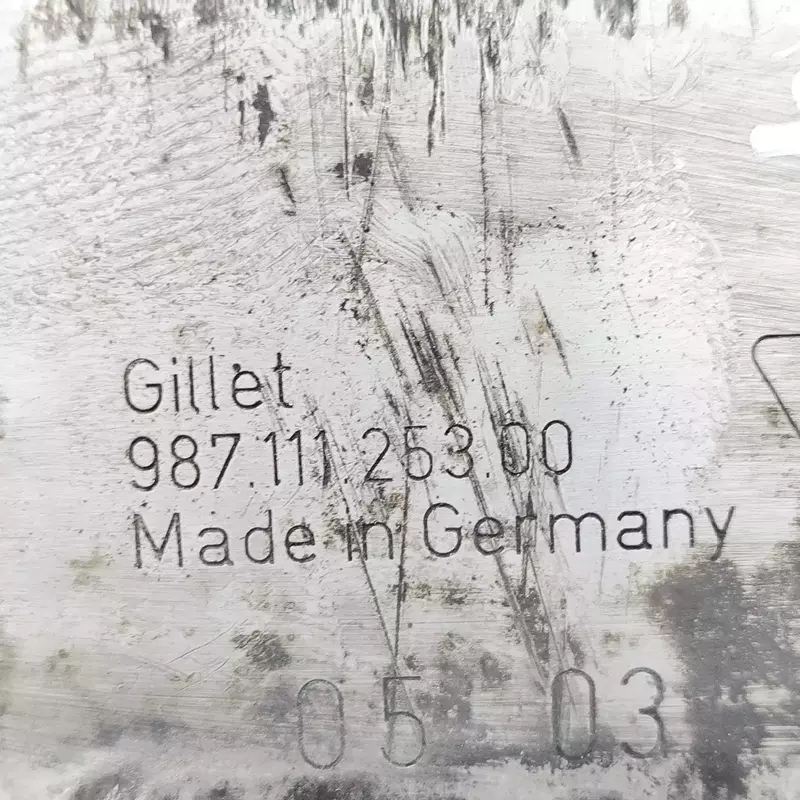 Gillet
987.111.253.00
Made in Germany
05 03